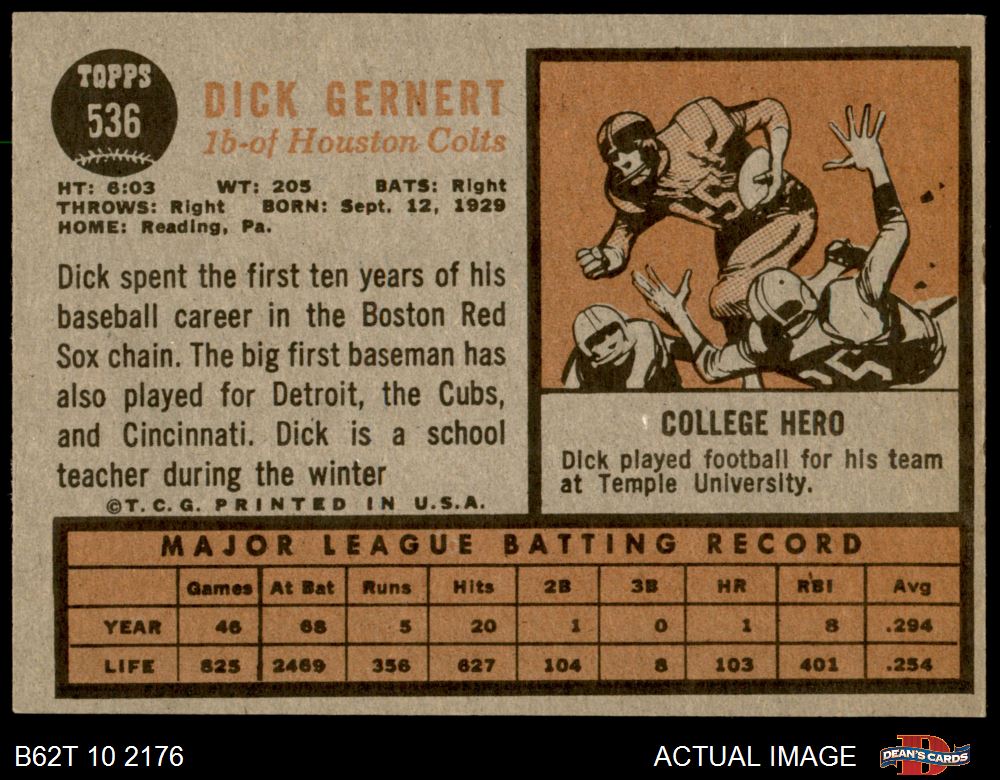 TOPPS
536
DICK GERNERT
1b-of Houston Colts
HT: 6:03 WT: 205 BATS: Right
THROWS: Right BORN: Sept. 12, 1929
HOME: Reading, Pa.
Dick spent the first ten years of his
baseball career in the Boston Red
Sox chain. The big first baseman has
also played for Detroit, the Cubs,
and Cincinnati. Dick is a school
teacher during the winter
©T. C. G. PRINTED IN U.S.A.
COLLEGE HERO
Dick played football for his team
at Temple University.
MAJOR LEAGUE BATTING RECORD
Games At Bat Runs Hits 2B 3B HR RBI Avg
YEAR 46 68 5 20 1 0 1 8 .294
LIFE 825 2469 356 627 104 8 103 401 .254
B62T 10 2176
ACTUAL IMAGE
DEAN'S CARDS